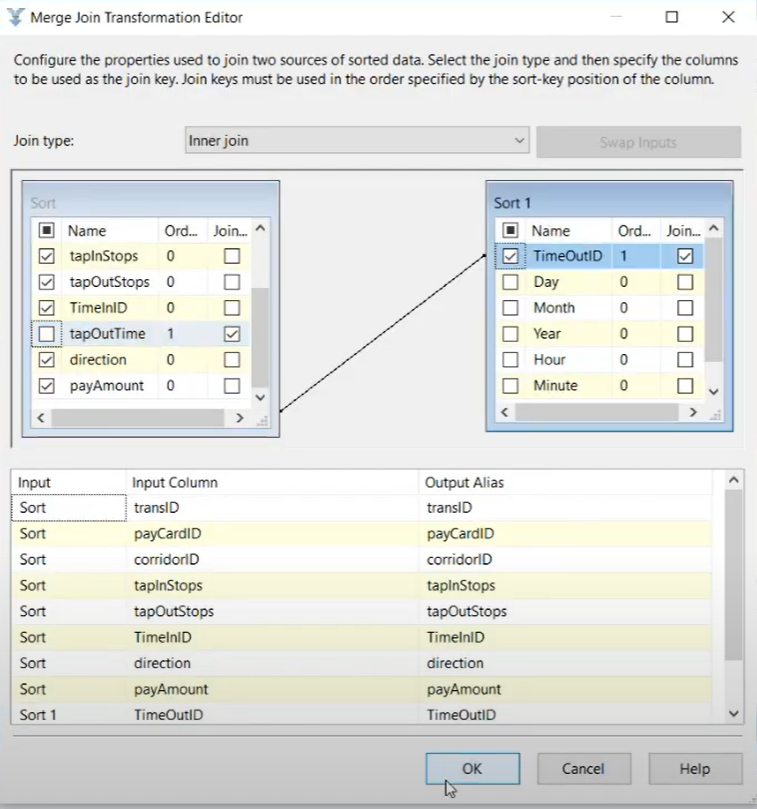 Merge Join Transformation Editor
Configure the properties used to join two sources of sorted data. Select the join type and then specify the columns
to be used as the join key. Join keys must be used in the order specified by the sort-key position of the column.
Join type: Inner join Swap Inputs
Sort
Name Ord... Join...
tapInStops 0
tapOutStops 0
TimeInID 0
tapOutTime 1
direction 0
payAmount 0
Sort 1
Name Ord... Join...
TimeOutID 1
Day 0
Month 0
Year 0
Hour 0
Minute 0
Input Input Column Output Alias
Sort transID transID
Sort payCardID payCardID
Sort corridorID corridorID
Sort tapInStops tapInStops
Sort tapOutStops tapOutStops
Sort TimeInID TimeInID
Sort direction direction
Sort payAmount payAmount
Sort 1 TimeOutID TimeOutID
OK Cancel Help